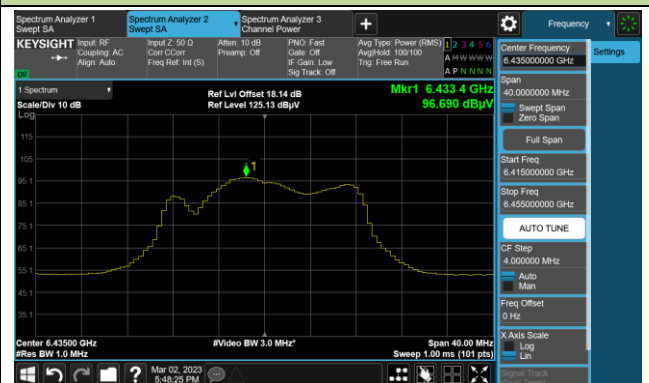 Spectrum Analyzer 1
Swept SA
Spectrum Analyzer 2
Swept SA
Spectrum Analyzer 3
Channel Power
Frequency
KEYSIGHT
Input: RF
Coupling: AC
Align: Auto
Input Z: 50 Ω
Corr CCorr
Freq Ref: Int (S)
Atten: 10 dB
Preamp: Off
PNO: Fast
Gate: Off
IF Gain: Low
Sig Track: Off
Avg Type: Power (RMS)
Avg|Hold: 100/100
Trig: Free Run
1 2 3 4 5 6
A W W W W W
A P N N N N
1 Spectrum
Scale/Div 10 dB
Log
Ref Lvl Offset 18.14 dB
Ref Level 125.13 dBµV
Mkr1 6.433 4 GHz
96.690 dBµV
115
105
95.1
85.1
75.1
65.1
55.1
45.1
35.1
1
Center 6.43500 GHz
#Res BW 1.0 MHz
#Video BW 3.0 MHz*
Span 40.00 MHz
Sweep 1.00 ms (101 pts)
Center Frequency
6.435000000 GHz
Settings
Span
40.0000000 MHz
Swept Span
Zero Span
Full Span
Start Freq
6.415000000 GHz
Stop Freq
6.455000000 GHz
AUTO TUNE
CF Step
4.000000 MHz
Auto
Man
Freq Offset
0 Hz
X Axis Scale
Log
Lin
Signal Track
?
Mar 02, 2023
5:48:25 PM